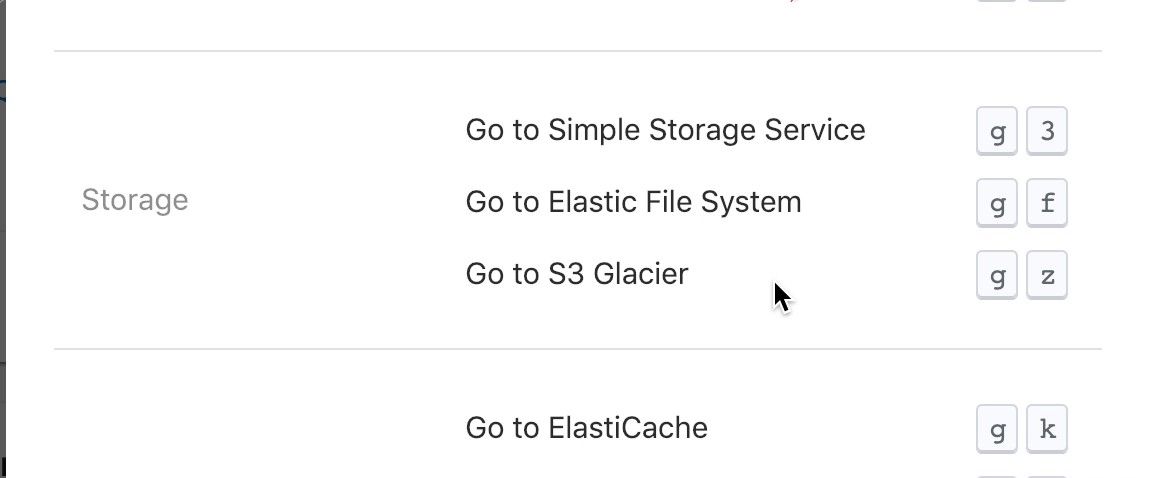 Go to Simple Storage Service g 3
Storage
Go to Elastic File System g f
Go to S3 Glacier g z
Go to ElastiCache g k